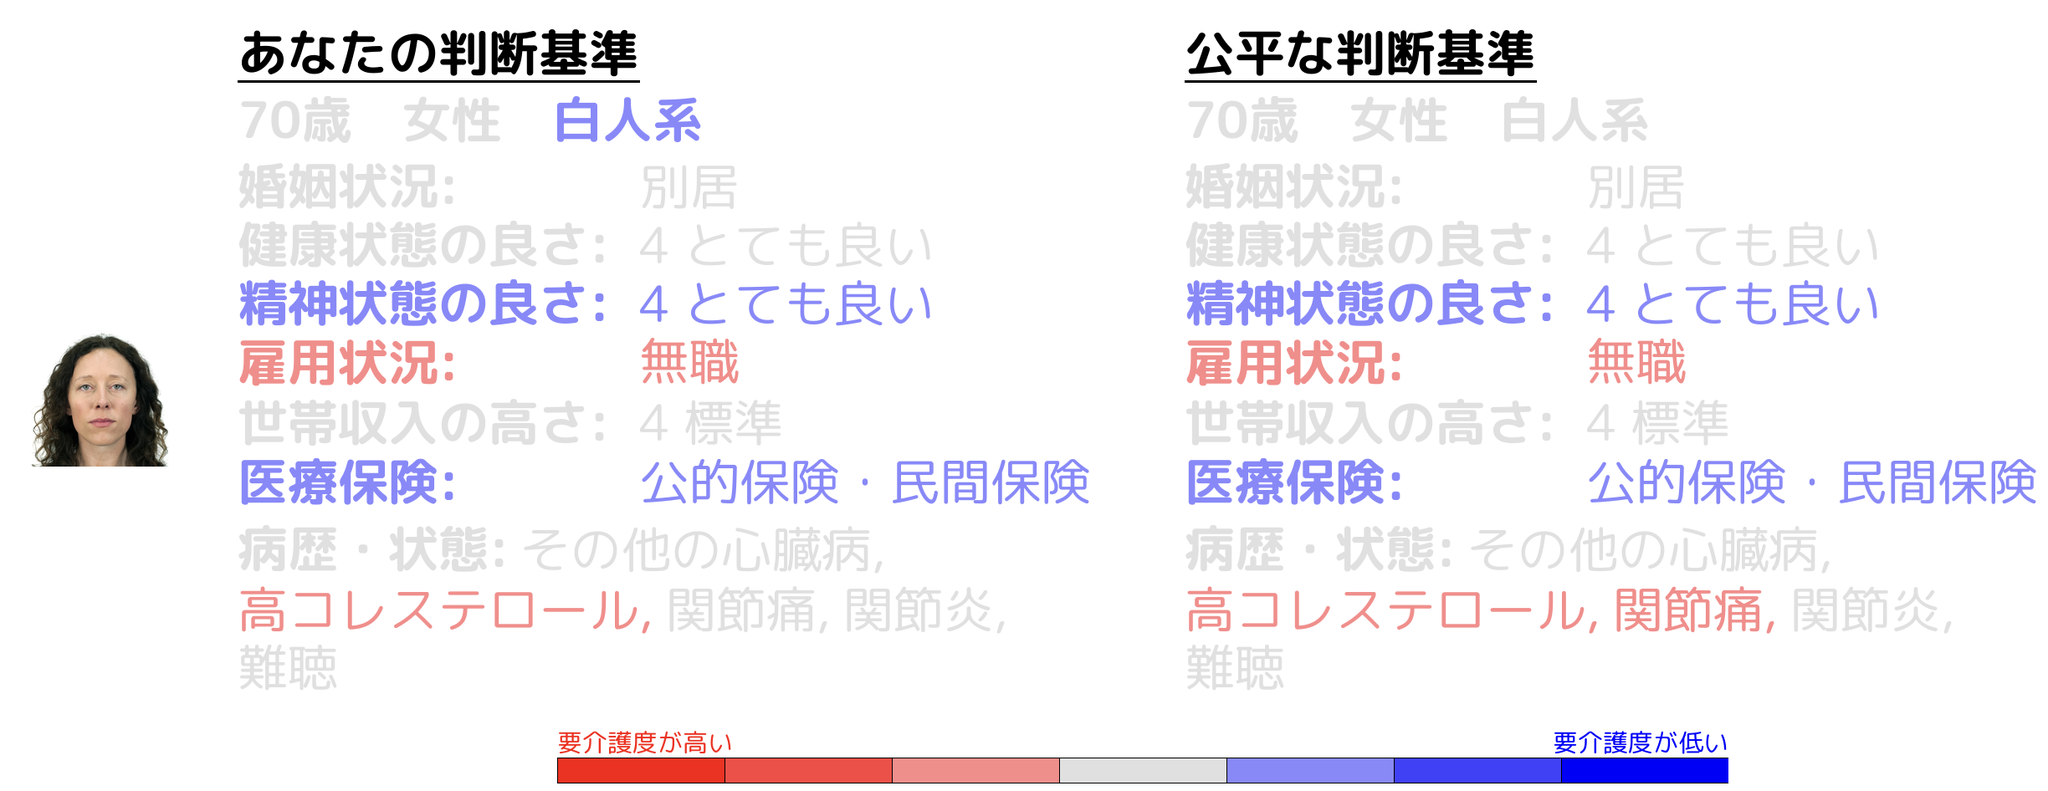 あなたの判断基準
70歳 女性 白人系
婚姻状況: 別居
健康状態の良さ: 4 とても良い
精神状態の良さ: 4 とても良い
雇用状況: 無職
世帯収入の高さ: 4 標準
医療保険: 公的保険・民間保険
病歴・状態: その他の心臓病,
高コレステロール, 関節痛, 関節炎,
難聴
公平な判断基準
70歳 女性 白人系
婚姻状況: 別居
健康状態の良さ: 4 とても良い
精神状態の良さ: 4 とても良い
雇用状況: 無職
世帯収入の高さ: 4 標準
医療保険: 公的保険・民間保険
病歴・状態: その他の心臓病,
高コレステロール, 関節痛, 関節炎,
難聴
要介護度が高い
要介護度が低い